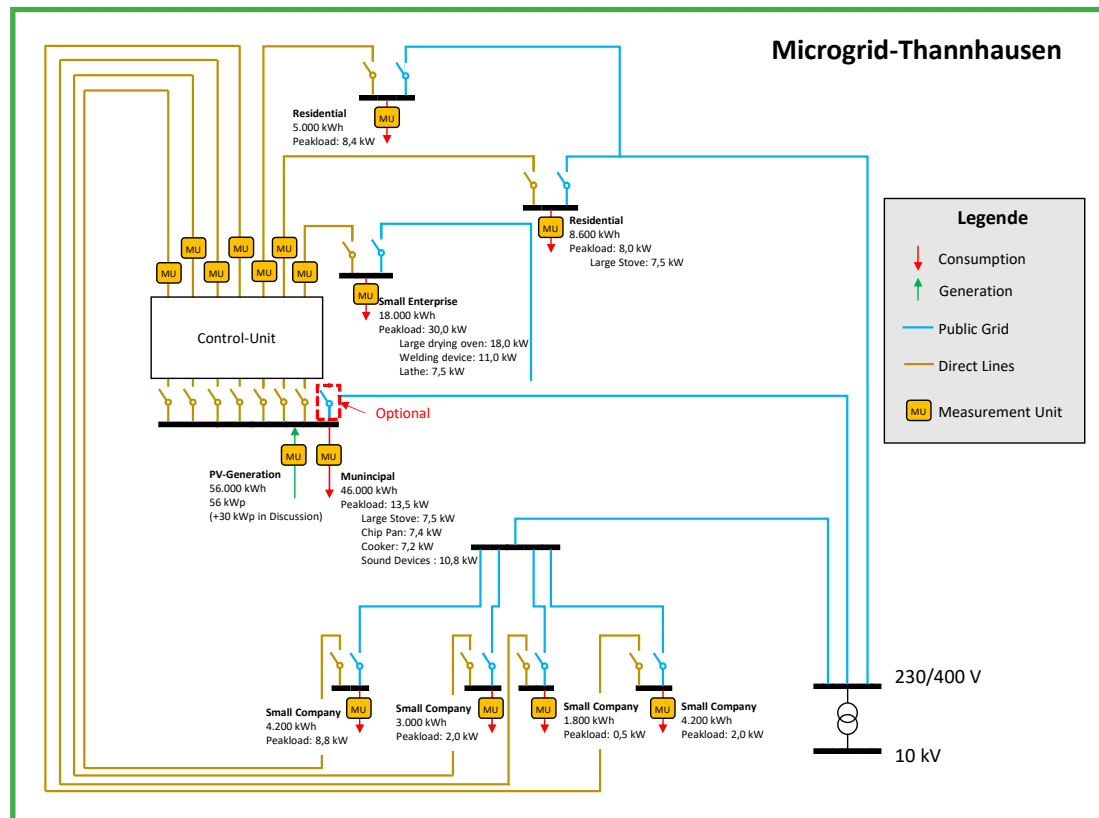 Microgrid-Thannhausen
MU
Residential
5.000 kWh
Peakload: 8,4 kW
MU
Residential
8.600 kWh
Peakload: 8,0 kW
Large Stove: 7,5 kW
Legende
Consumption
Generation
Public Grid
Direct Lines
MU
Measurement Unit
MU
MU
MU
MU
MU
MU
MU
MU
Small Enterprise
18.000 kWh
Peakload: 30,0 kW
Large drying oven: 18,0 kW
Welding device: 11,0 kW
Lathe: 7,5 kW
Control-Unit
Optional
MU
MU
PV-Generation
56.000 kWh
56 kWp
(+30 kWp in Discussion)
Munincipal
46.000 kWh
Peakload: 13,5 kW
Large Stove: 7,5 kW
Chip Pan: 7,4 kW
Cooker: 7,2 kW
Sound Devices : 10,8 kW
MU
MU
MU
MU
Small Company
4.200 kWh
Peakload: 8,8 kW
Small Company
3.000 kWh
Peakload: 2,0 kW
Small Company
1.800 kWh
Peakload: 0,5 kW
Small Company
4.200 kWh
Peakload: 2,0 kW
230/400 V
10 kV